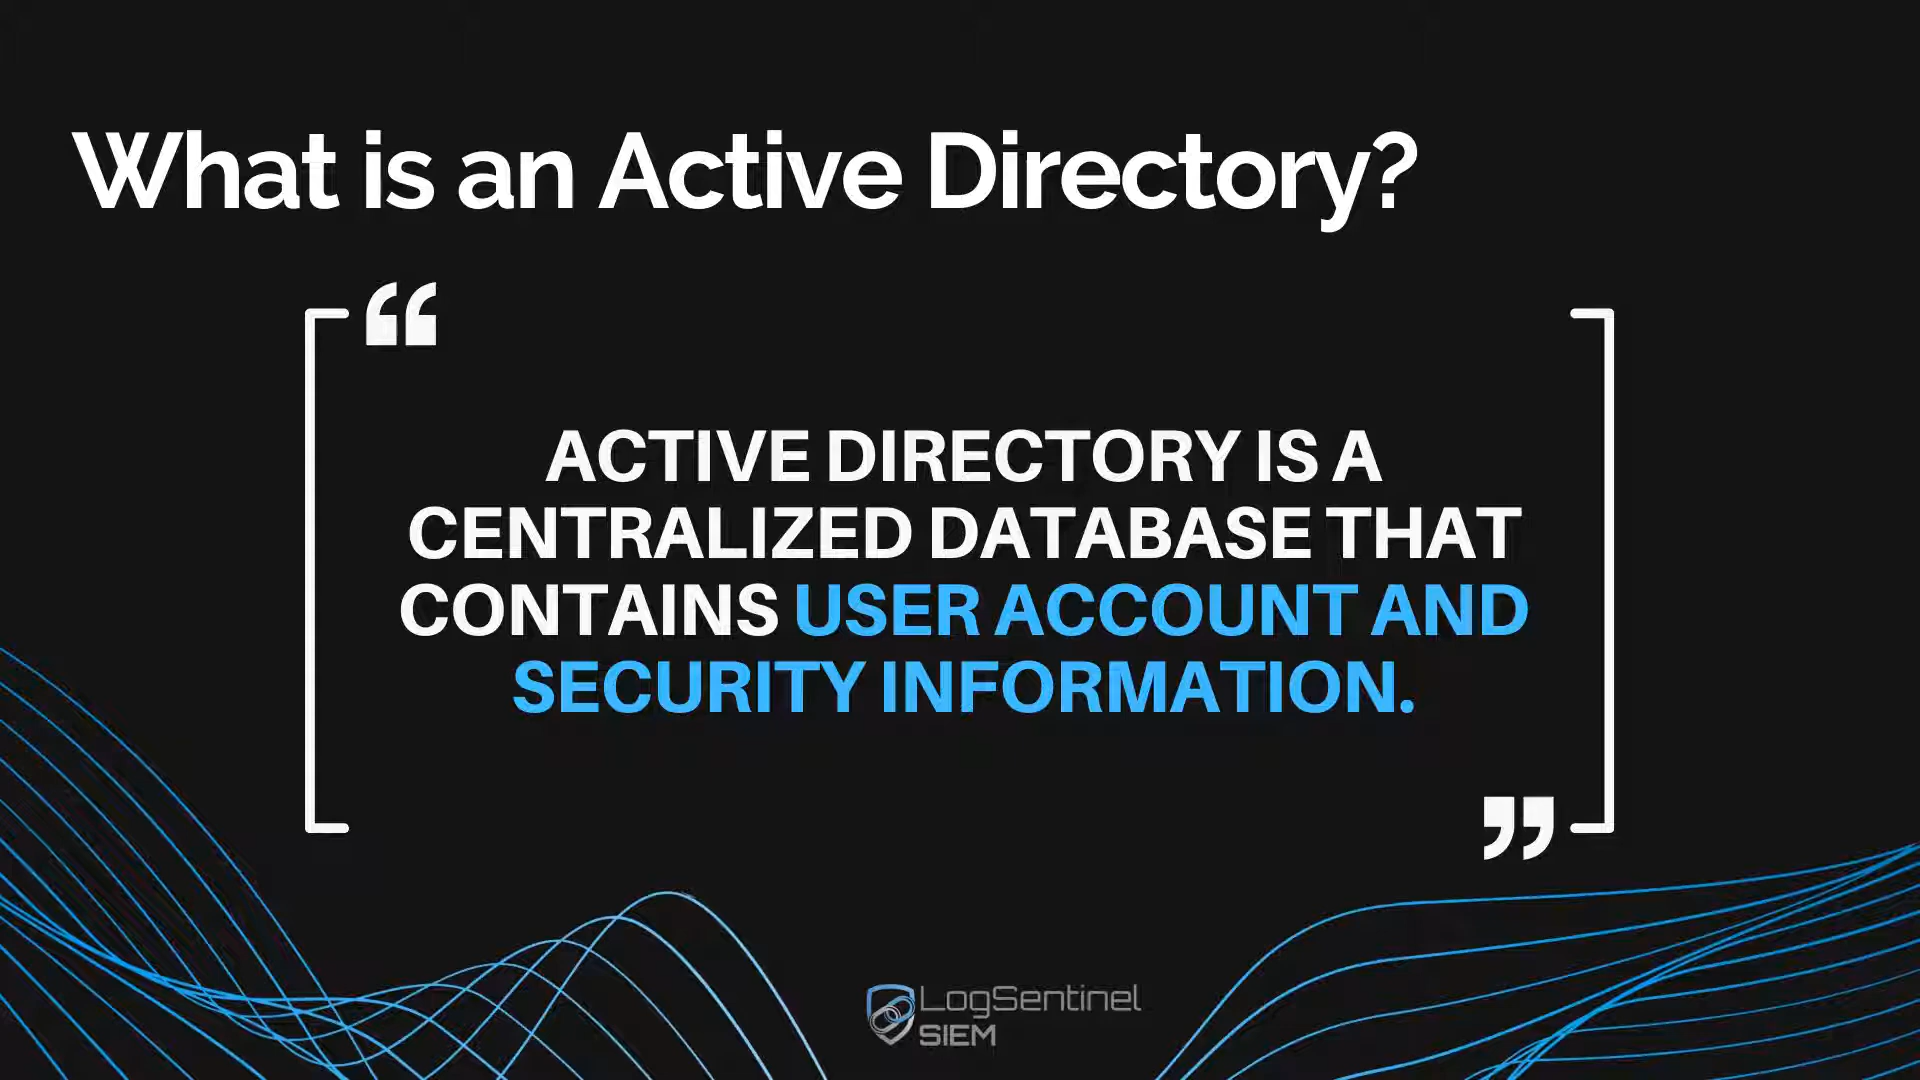 What is an Active Directory?
“
ACTIVE DIRECTORY IS A
CENTRALIZED DATABASE THAT
CONTAINS USER ACCOUNT AND
SECURITY INFORMATION.
”
LogSentinel
SIEM